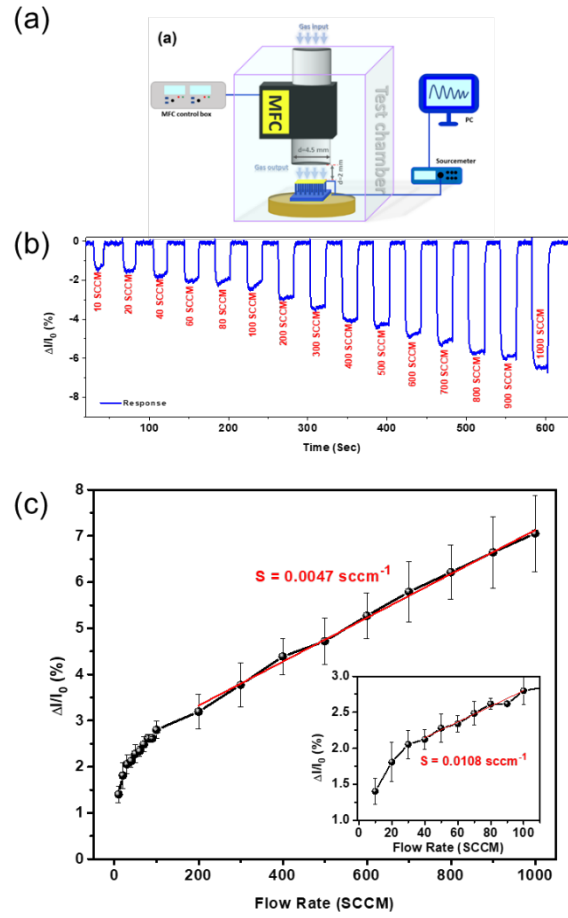 (a)
(a)
Gas input
MFC control box
MFC
Test chamber
d=4.5 mm
Gas output
d=2 mm
PC
Sourcemeter
(b)
ΔI/I₀ (%)
0
-2
-4
-6
-8
10 SCCM
20 SCCM
40 SCCM
60 SCCM
80 SCCM
100 SCCM
200 SCCM
300 SCCM
400 SCCM
500 SCCM
600 SCCM
700 SCCM
800 SCCM
900 SCCM
1000 SCCM
Response
100 200 300 400 500 600
Time (Sec)
(c)
ΔI/I₀ (%)
8
7
6
5
4
3
2
1
0
S = 0.0047 sccm⁻¹
ΔI/I₀ (%)
3.0
2.5
2.0
1.5
1.0
S = 0.0108 sccm⁻¹
0 20 40 60 80 100
Flow Rate (SCCM)
0 200 400 600 800 1000
Flow Rate (SCCM)